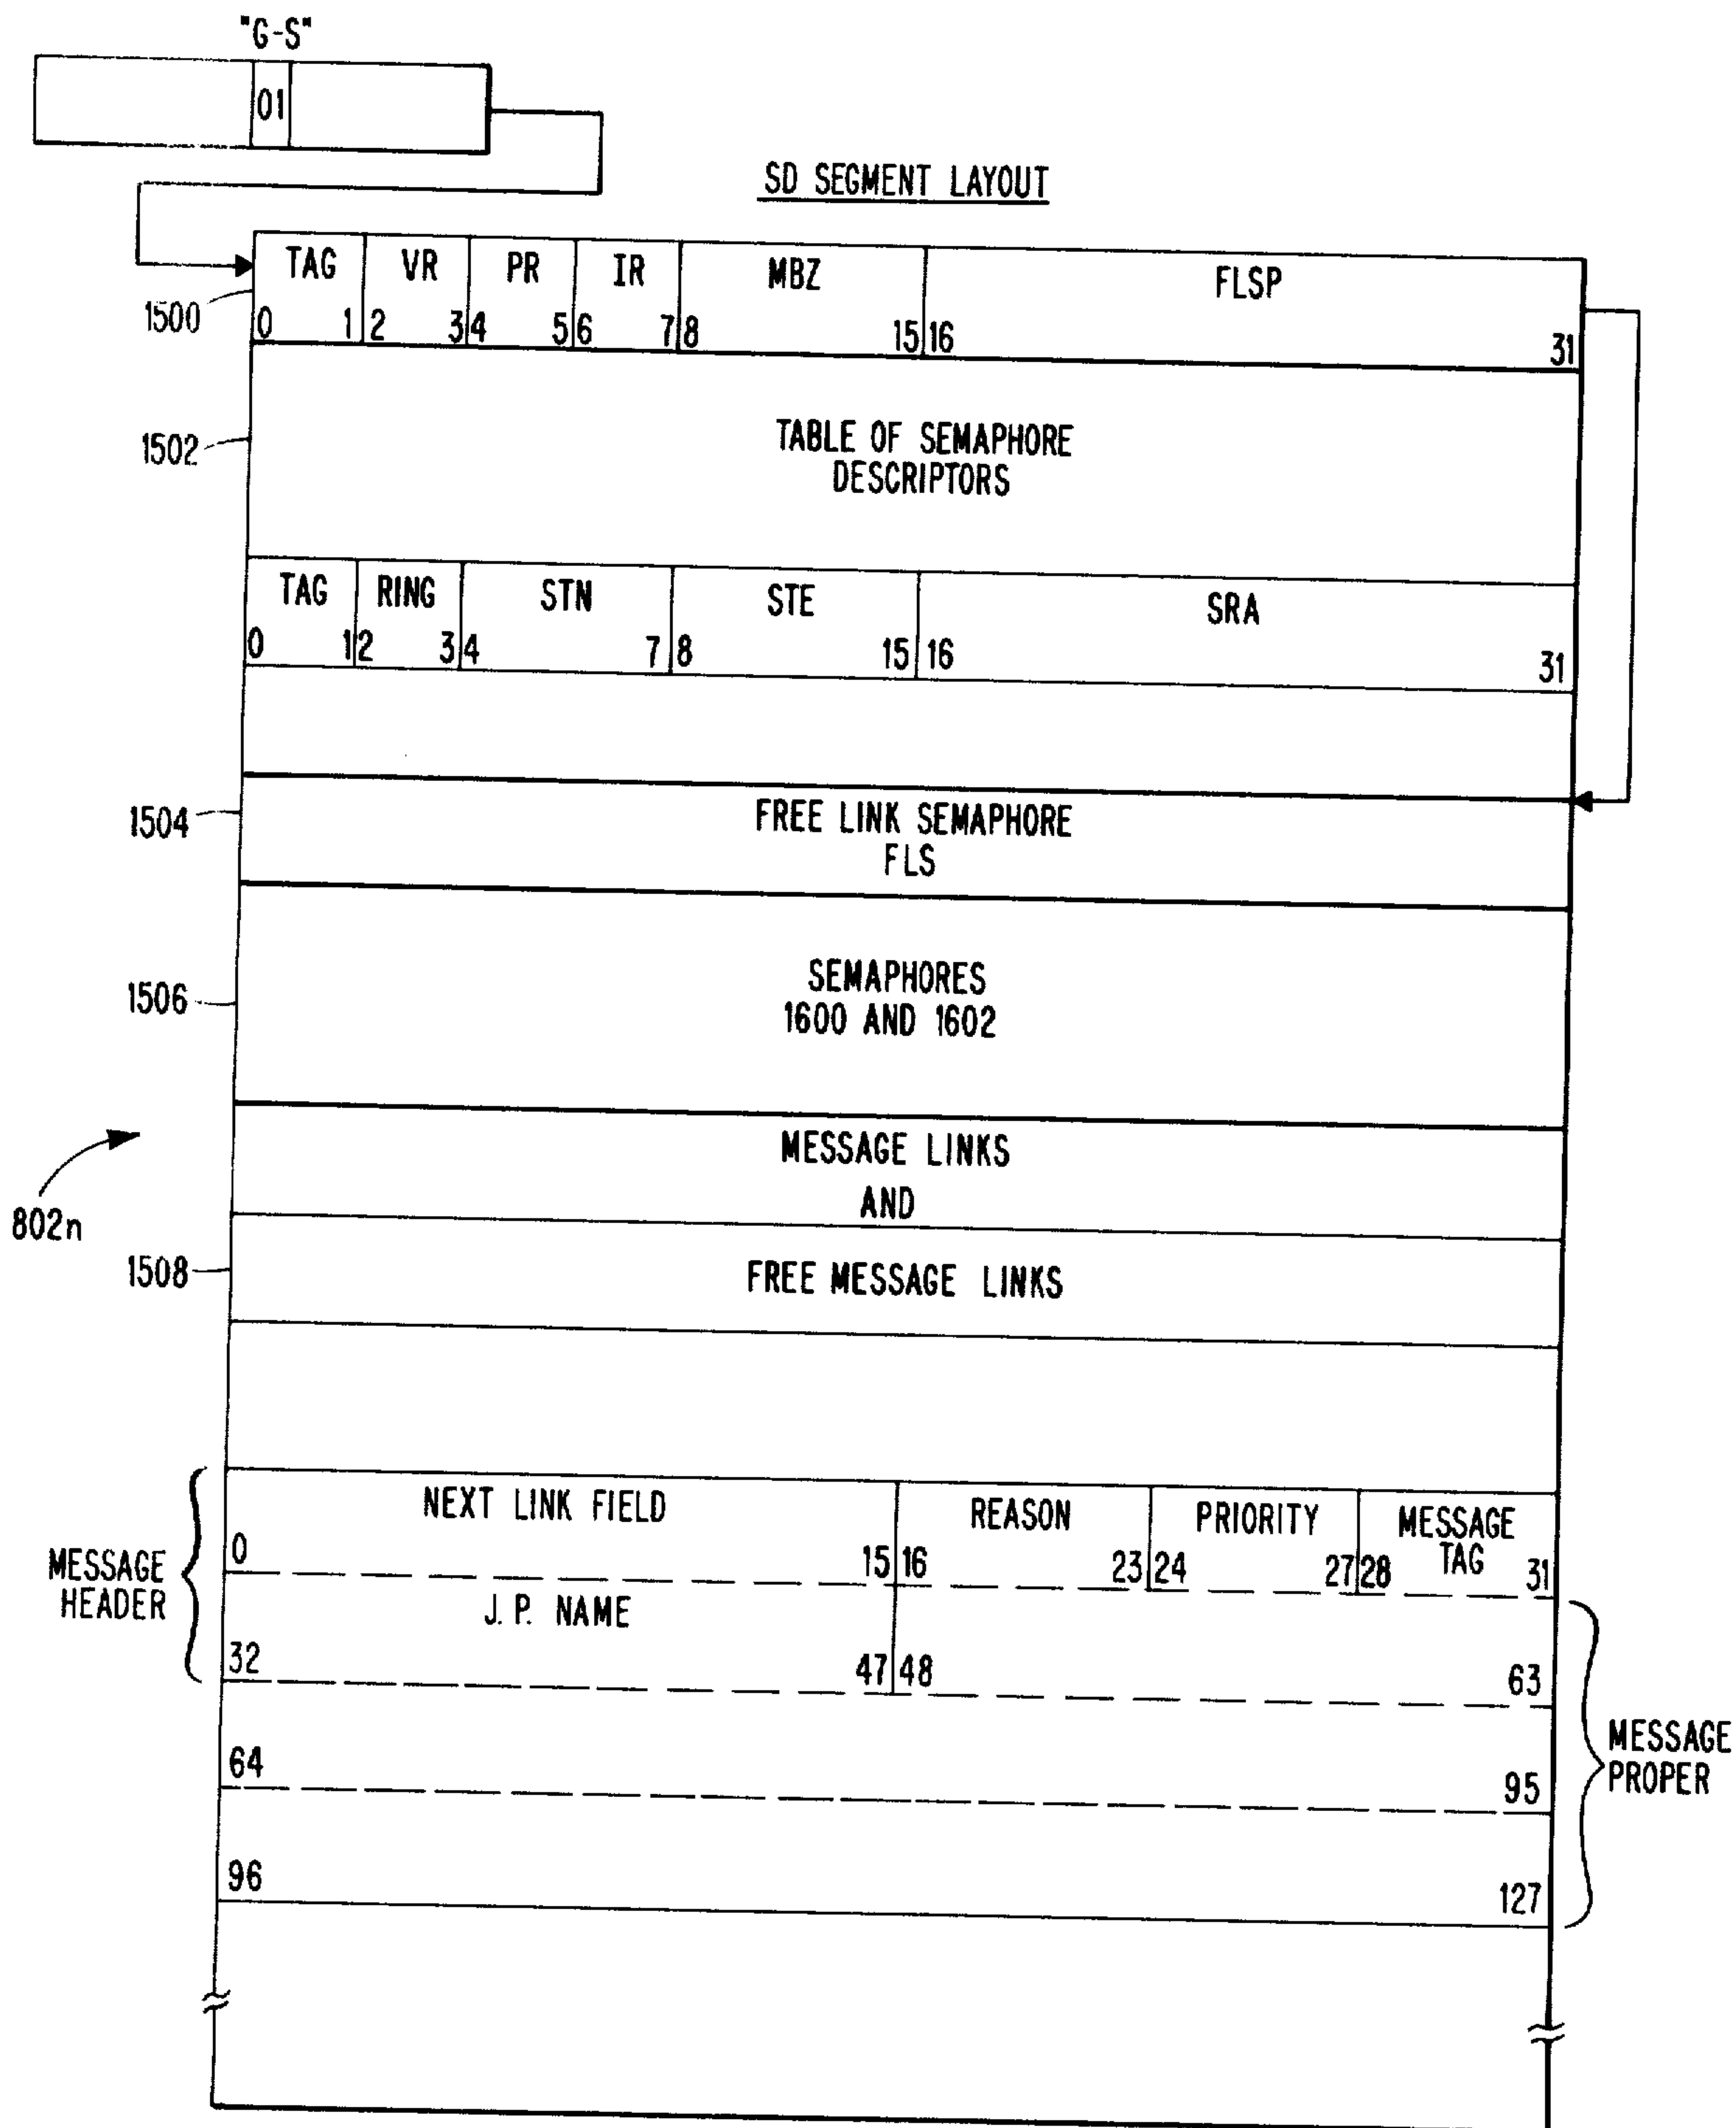 "G-S"
01
SD SEGMENT LAYOUT
TAG VR PR IR MBZ FLSP
1500
0 1 2 3 4 5 6 7 8 15 16 31
1502
TABLE OF SEMAPHORE
DESCRIPTORS
TAG RING STN STE SRA
0 1 2 3 4 7 8 15 16 31
1504
FREE LINK SEMAPHORE
FLS
1506
SEMAPHORES
1600 AND 1602
802n
MESSAGE LINKS
AND
1508
FREE MESSAGE LINKS
MESSAGE
HEADER
NEXT LINK FIELD REASON PRIORITY MESSAGE
TAG
0 15 16 23 24 27 28 31
J. P. NAME
32 47 48 63
64 95
MESSAGE
PROPER
96 127